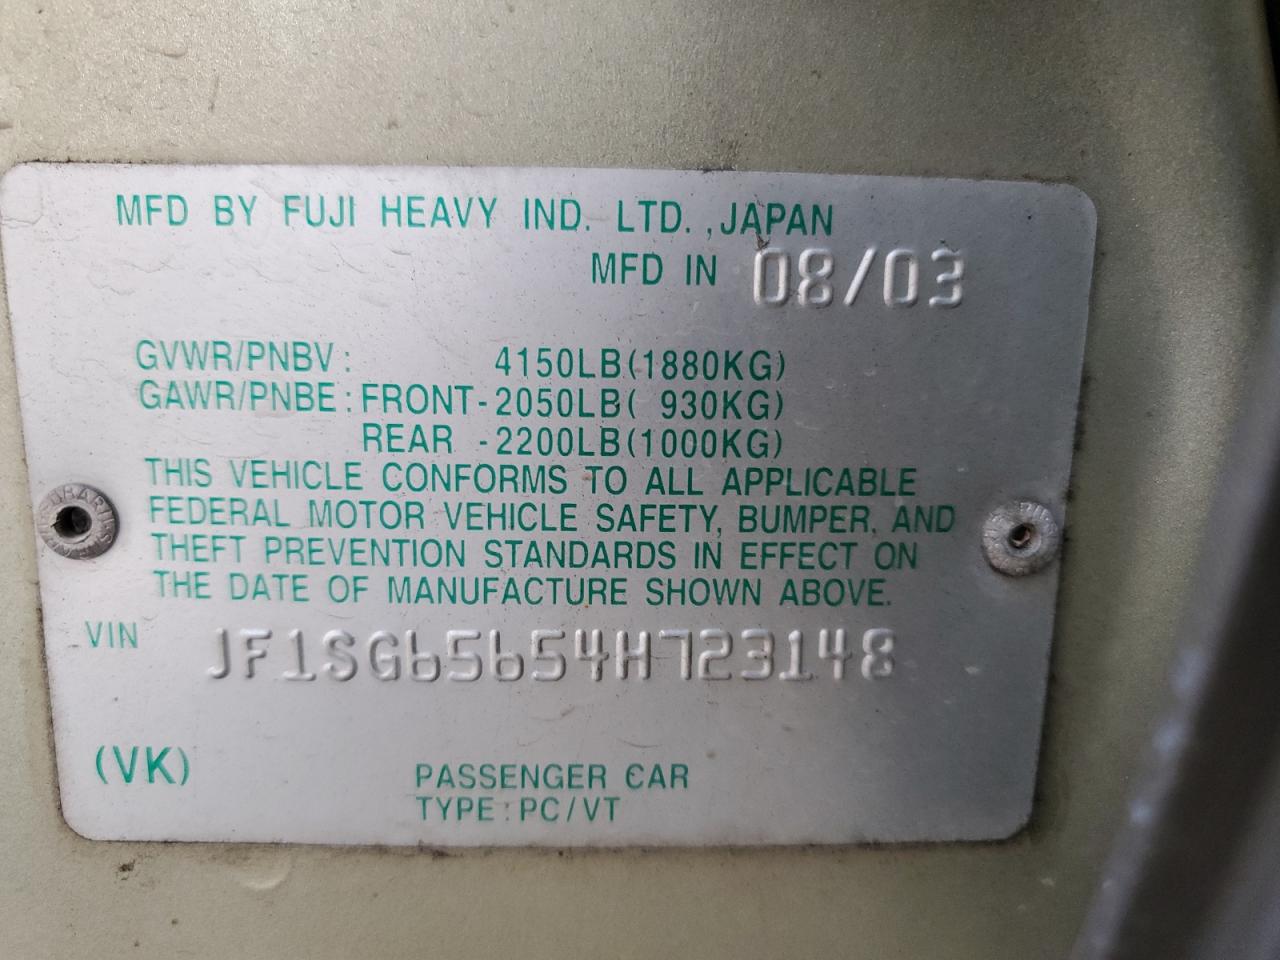 MFD BY FUJI HEAVY IND. LTD.,JAPAN
MFD IN 08/03
GVWR/PNBV: 4150LB(1880KG)
GAWR/PNBE:FRONT-2050LB( 930KG)
REAR -2200LB(1000KG)
THIS VEHICLE CONFORMS TO ALL APPLICABLE
FEDERAL MOTOR VEHICLE SAFETY, BUMPER, AND
THEFT PREVENTION STANDARDS IN EFFECT ON
THE DATE OF MANUFACTURE SHOWN ABOVE.
VIN JF1SG65654H723148
(VK)
PASSENGER CAR
TYPE:PC/VT